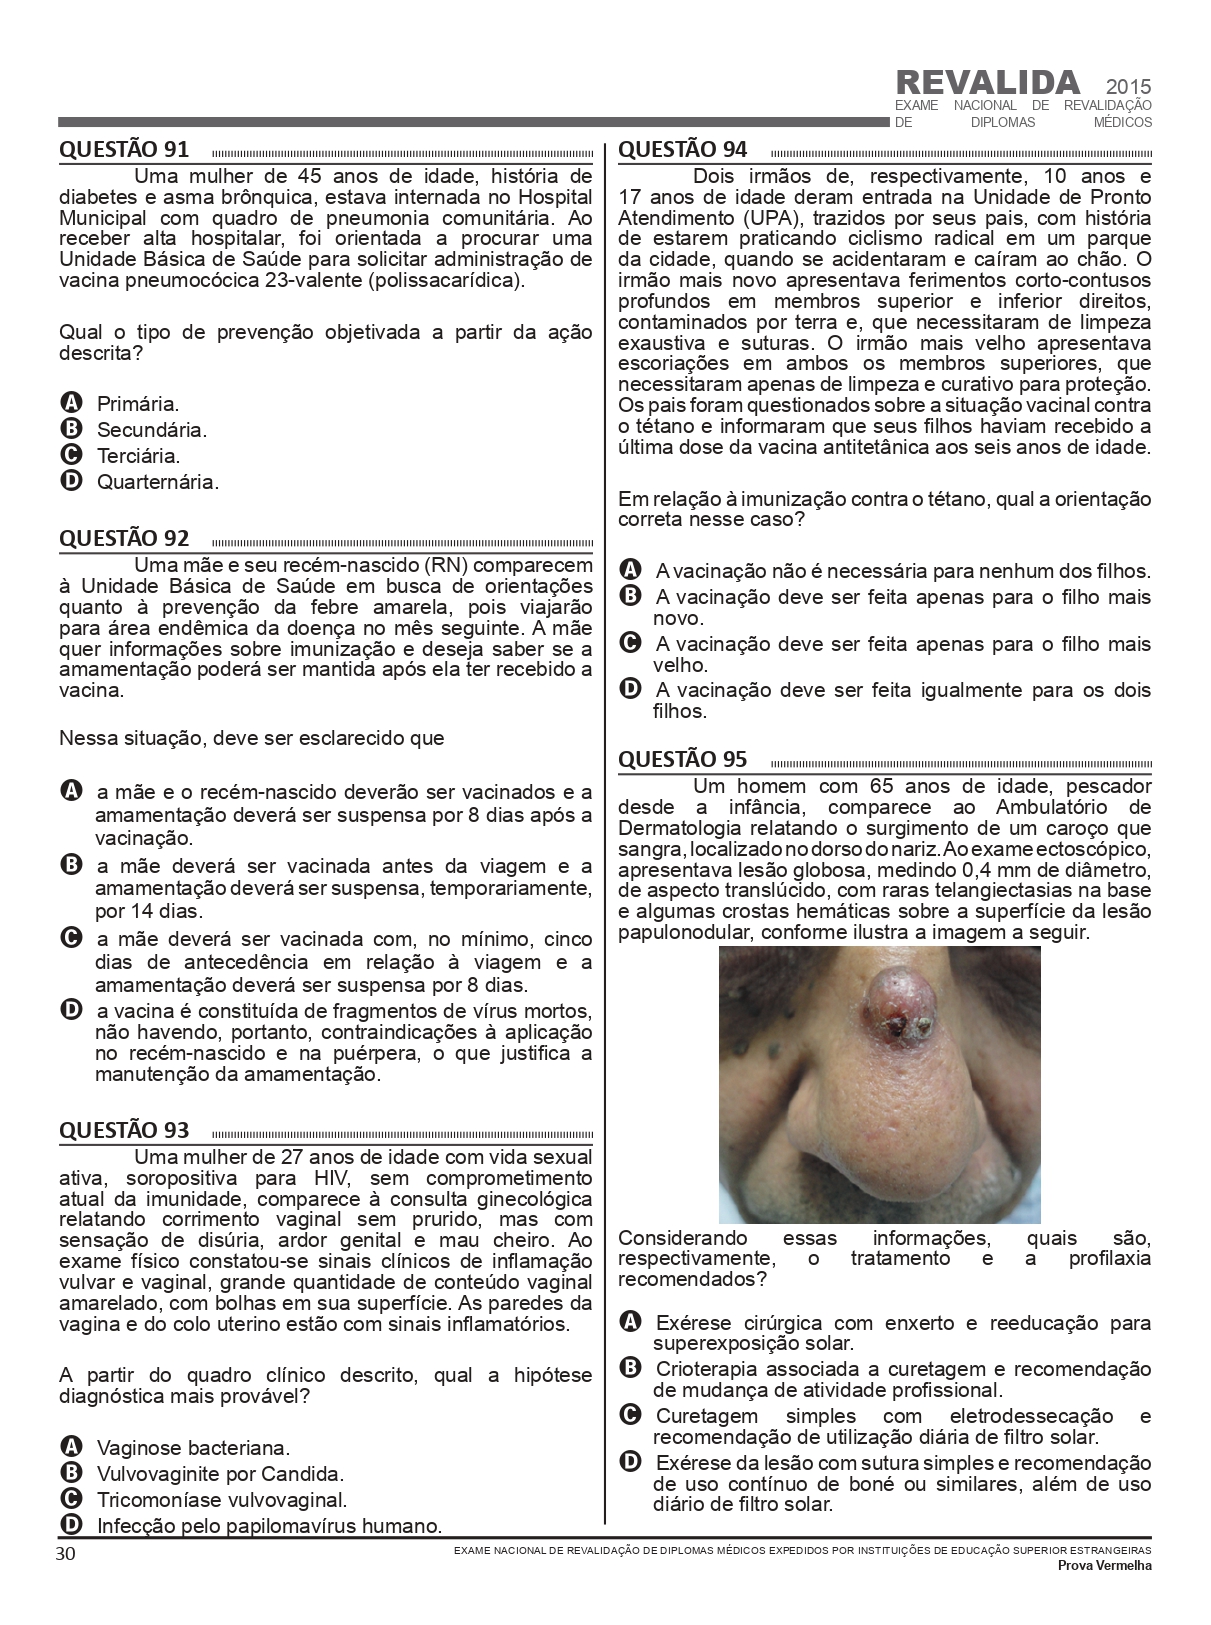 REVALIDA 2015
EXAME NACIONAL DE REVALIDAÇÃO
DE DIPLOMAS MÉDICOS
QUESTÃO 91
Uma mulher de 45 anos de idade, história de
diabetes e asma brônquica, estava internada no Hospital
Municipal com quadro de pneumonia comunitária. Ao
receber alta hospitalar, foi orientada a procurar uma
Unidade Básica de Saúde para solicitar administração de
vacina pneumocócica 23-valente (polissacarídica).
Qual o tipo de prevenção objetivada a partir da ação
descrita?
A Primária.
B Secundária.
C Terciária.
D Quarternária.
QUESTÃO 92
Uma mãe e seu recém-nascido (RN) comparecem
à Unidade Básica de Saúde em busca de orientações
quanto à prevenção da febre amarela, pois viajarão
para área endêmica da doença no mês seguinte. A mãe
quer informações sobre imunização e deseja saber se a
amamentação poderá ser mantida após ela ter recebido a
vacina.
Nessa situação, deve ser esclarecido que
A a mãe e o recém-nascido deverão ser vacinados e a
amamentação deverá ser suspensa por 8 dias após a
vacinação.
B a mãe deverá ser vacinada antes da viagem e a
amamentação deverá ser suspensa, temporariamente,
por 14 dias.
C a mãe deverá ser vacinada com, no mínimo, cinco
dias de antecedência em relação à viagem e a
amamentação deverá ser suspensa por 8 dias.
D a vacina é constituída de fragmentos de vírus mortos,
não havendo, portanto, contraindicações à aplicação
no recém-nascido e na puérpera, o que justifica a
manutenção da amamentação.
QUESTÃO 93
Uma mulher de 27 anos de idade com vida sexual
ativa, soropositiva para HIV, sem comprometimento
atual da imunidade, comparece à consulta ginecológica
relatando corrimento vaginal sem prurido, mas com
sensação de disúria, ardor genital e mau cheiro. Ao
exame físico constatou-se sinais clínicos de inflamação
vulvar e vaginal, grande quantidade de conteúdo vaginal
amarelado, com bolhas em sua superfície. As paredes da
vagina e do colo uterino estão com sinais inflamatórios.
A partir do quadro clínico descrito, qual a hipótese
diagnóstica mais provável?
A Vaginose bacteriana.
B Vulvovaginite por Candida.
C Tricomoníase vulvovaginal.
D Infecção pelo papilomavírus humano.
QUESTÃO 94
Dois irmãos de, respectivamente, 10 anos e
17 anos de idade deram entrada na Unidade de Pronto
Atendimento (UPA), trazidos por seus pais, com história
de estarem praticando ciclismo radical em um parque
da cidade, quando se acidentaram e caíram ao chão. O
irmão mais novo apresentava ferimentos corto-contusos
profundos em membros superior e inferior direitos,
contaminados por terra e, que necessitaram de limpeza
exaustiva e suturas. O irmão mais velho apresentava
escoriações em ambos os membros superiores, que
necessitaram apenas de limpeza e curativo para proteção.
Os pais foram questionados sobre a situação vacinal contra
o tétano e informaram que seus filhos haviam recebido a
última dose da vacina antitetânica aos seis anos de idade.
Em relação à imunização contra o tétano, qual a orientação
correta nesse caso?
A A vacinação não é necessária para nenhum dos filhos.
B A vacinação deve ser feita apenas para o filho mais
novo.
C A vacinação deve ser feita apenas para o filho mais
velho.
D A vacinação deve ser feita igualmente para os dois
filhos.
QUESTÃO 95
Um homem com 65 anos de idade, pescador
desde a infância, comparece ao Ambulatório de
Dermatologia relatando o surgimento de um caroço que
sangra, localizado no dorso do nariz. Ao exame ectoscópico,
apresentava lesão globosa, medindo 0,4 mm de diâmetro,
de aspecto translúcido, com raras telangiectasias na base
e algumas crostas hemáticas sobre a superfície da lesão
papulonodular, conforme ilustra a imagem a seguir.
Considerando essas informações, quais são,
respectivamente, o tratamento e a profilaxia
recomendados?
A Exérese cirúrgica com enxerto e reeducação para
superexposição solar.
B Crioterapia associada a curetagem e recomendação
de mudança de atividade profissional.
C Curetagem simples com eletrodessecação e
recomendação de utilização diária de filtro solar.
D Exérese da lesão com sutura simples e recomendação
de uso contínuo de boné ou similares, além de uso
diário de filtro solar.
30
EXAME NACIONAL DE REVALIDAÇÃO DE DIPLOMAS MÉDICOS EXPEDIDOS POR INSTITUIÇÕES DE EDUCAÇÃO SUPERIOR ESTRANGEIRAS
Prova Vermelha